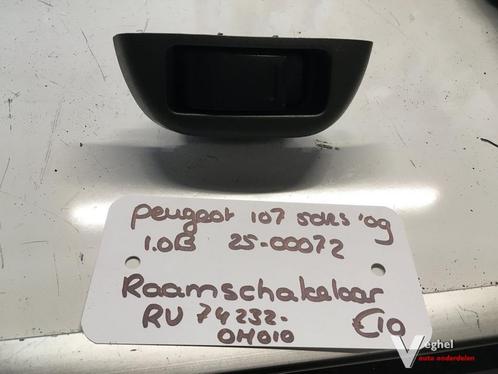 peugeot 107 5drs '09
1.0B 25-00072
Raamschakelaar
RV 74232-
0H010 €10
Veghel
auto onderdelen